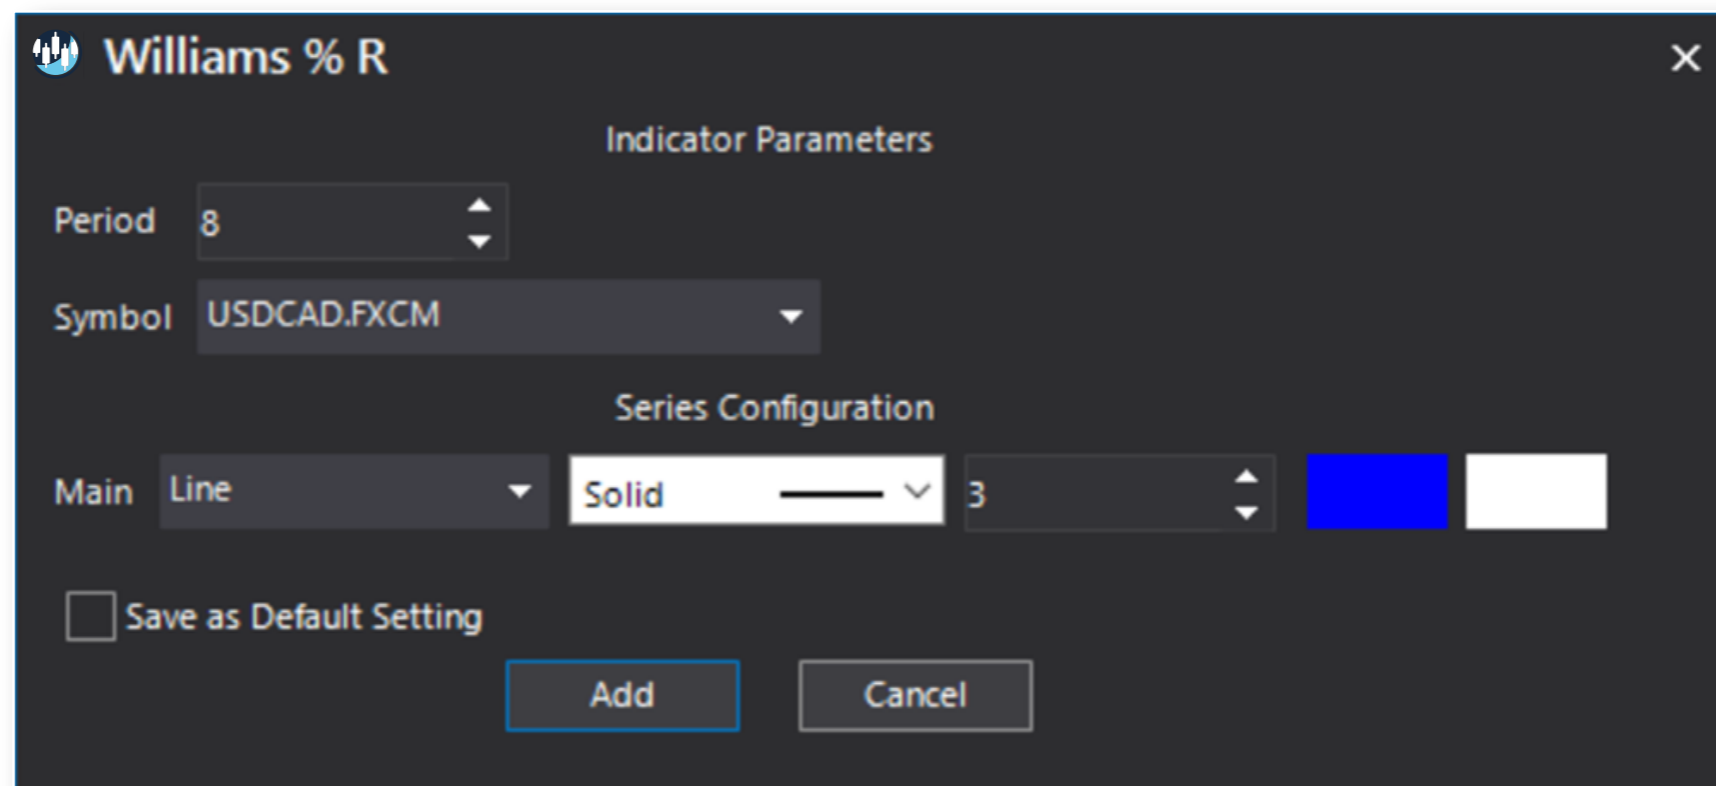 Williams % R
Indicator Parameters
Period 8
Symbol USDCAD.FXCM
Series Configuration
Main Line Solid 3
Save as Default Setting
Add Cancel